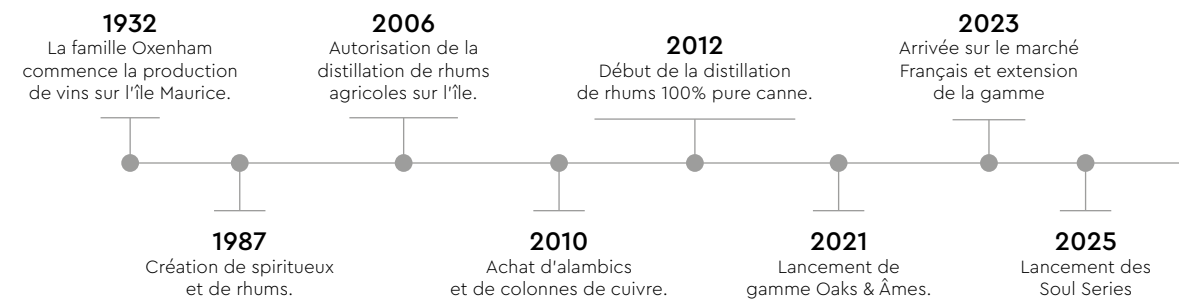 1932
La famille Oxenham
commence la production
de vins sur l'île Maurice.
1987
Création de spiritueux
et de rhums.
2006
Autorisation de la
distillation de rhums
agricoles sur l'île.
2010
Achat d'alambics
et de colonnes de cuivre.
2012
Début de la distillation
de rhums 100% pure canne.
2021
Lancement de
gamme Oaks & Âmes.
2023
Arrivée sur le marché
Français et extension
de la gamme
2025
Lancement des
Soul Series